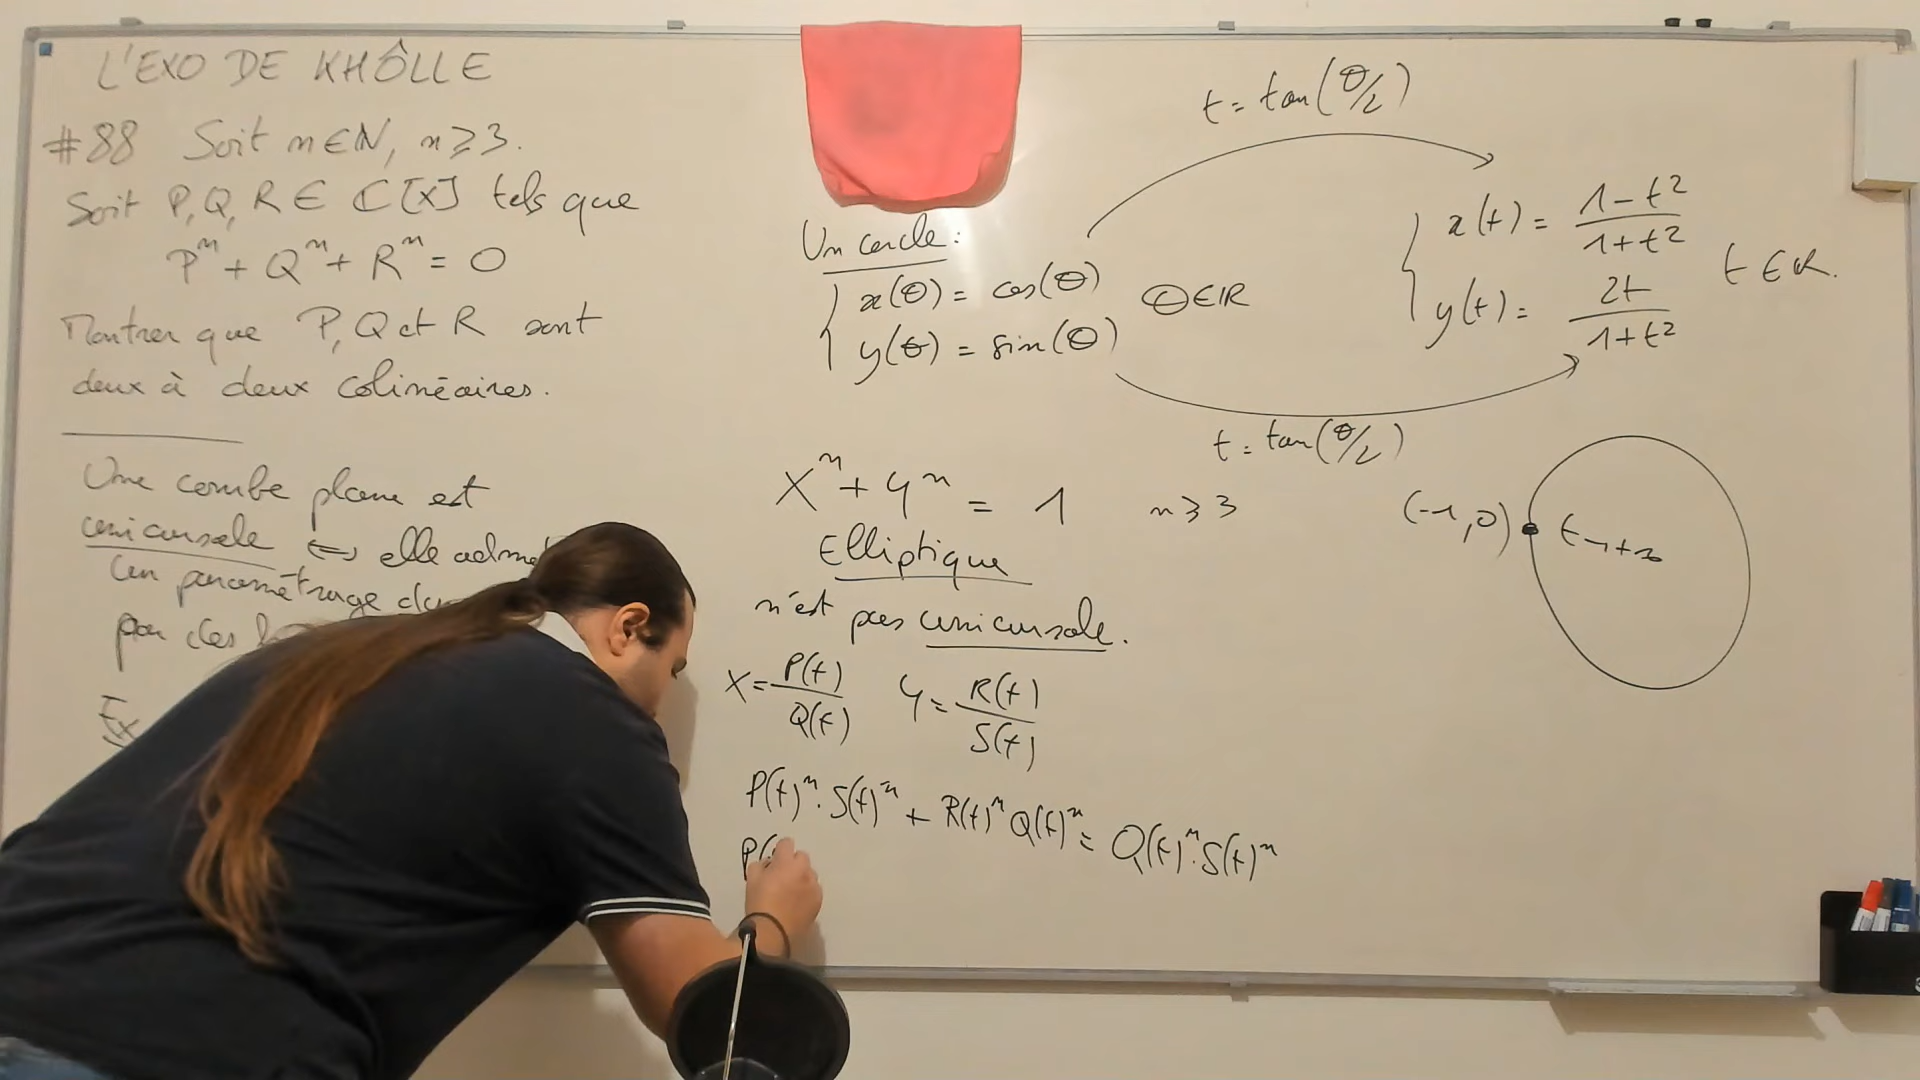 L'EXO DE KHÔLLE
#88 Soit n∈ℕ, n⩾3.
Soit P, Q, R ∈ ℂ[X] tels que
Pⁿ + Qⁿ + Rⁿ = 0
Montrer que P, Q et R sont
deux à deux colinéaires.
Une courbe plane est
unicursale ⟺ elle adme
un paramétrage
par des
Ex
t = tan(θ/2)
Un cercle :
x(θ) = cos(θ)
y(θ) = sin(θ)
θ∈ℝ
x(t) = (1-t²)/(1+t²)
y(t) = 2t/(1+t²)
t∈ℝ.
t = tan(θ/2)
Xⁿ + Yⁿ = 1 n⩾3
Elliptique
n'est pas unicursale.
X = P(t)/Q(t) Y = R(t)/S(t)
P(t)ⁿ.S(t)ⁿ + R(t)ⁿ Q(t)ⁿ = Q(t)ⁿ.S(t)ⁿ
P(
(-1,0) t→+∞